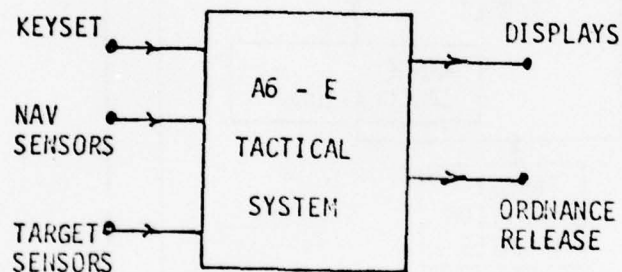 KEYSET
NAV
SENSORS
TARGET
SENSORS
A6 - E
TACTICAL
SYSTEM
DISPLAYS
ORDNANCE
RELEASE